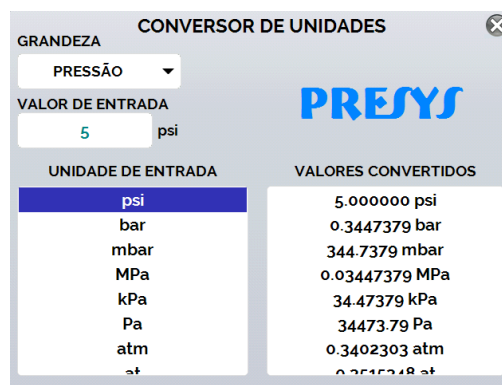 CONVERSOR DE UNIDADES
GRANDEZA
PRESSÃO
VALOR DE ENTRADA
5 psi
PRESYS
UNIDADE DE ENTRADA
psi
bar
mbar
MPa
kPa
Pa
atm
at
VALORES CONVERTIDOS
5.000000 psi
0.3447379 bar
344.7379 mbar
0.03447379 MPa
34.47379 kPa
34473.79 Pa
0.3402303 atm